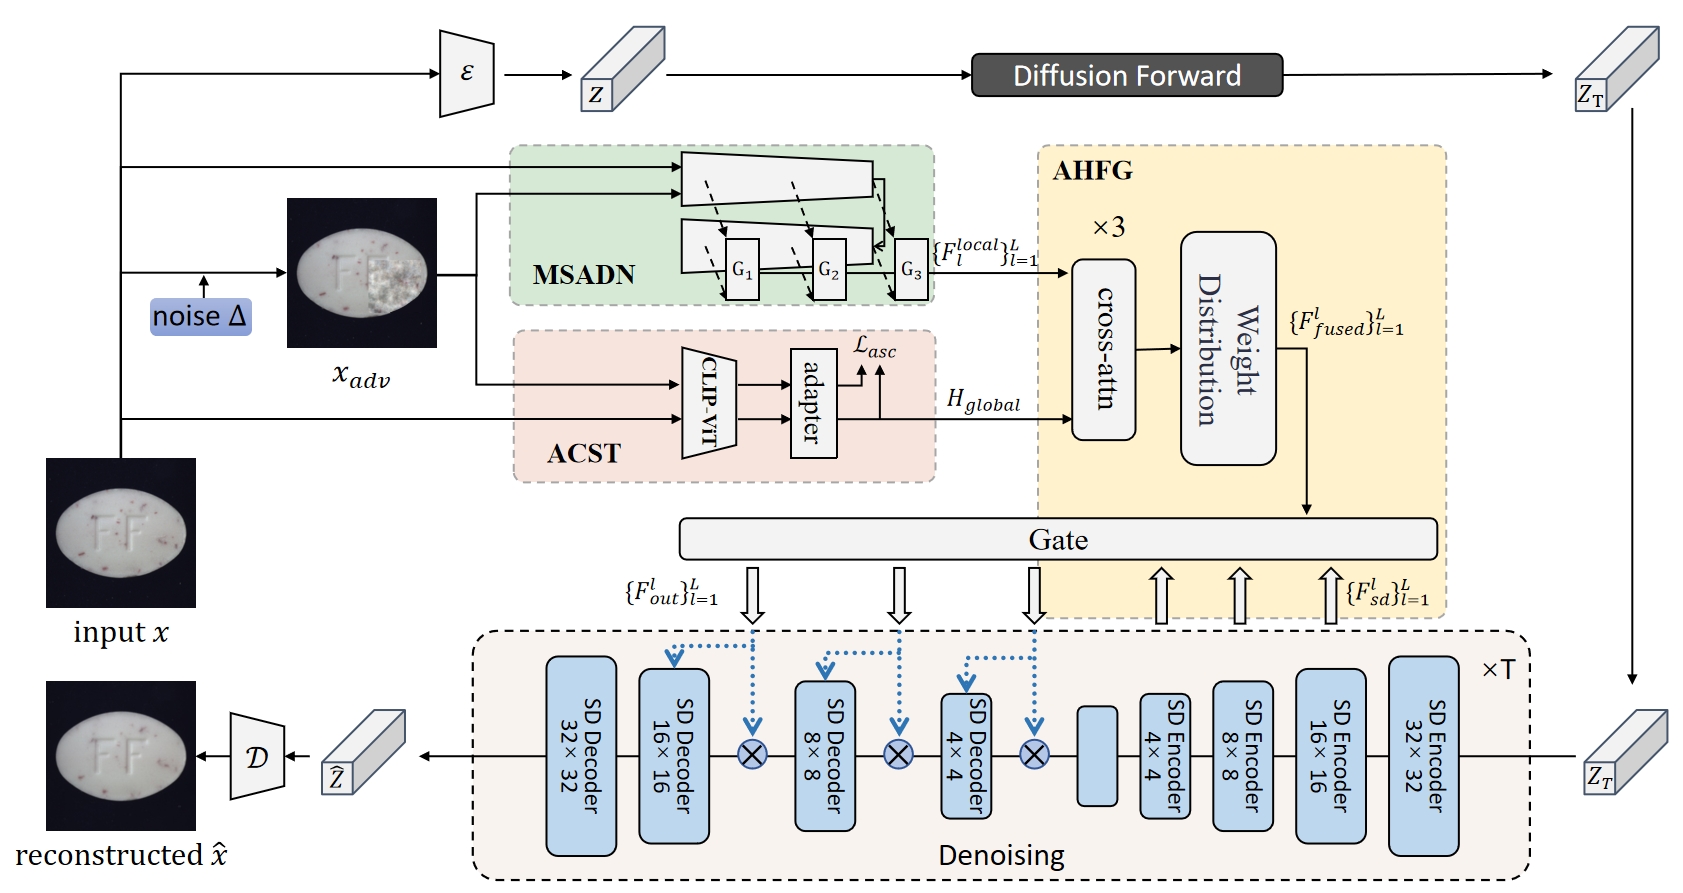 ε
Z
Diffusion Forward
Z_T
AHFG
×3
MSADN
G_1
G_2
G_3
{F_l^{local}}_{l=1}^L
cross-attn
Weight
Distribution
{F_{fused}^l}_{l=1}^L
noise Δ
x_{adv}
ℒ_{asc}
CLIP-ViT
adapter
H_{global}
ACST
FF
input x
Gate
{F_{out}^l}_{l=1}^L
{F_{sd}^l}_{l=1}^L
×T
SD Decoder
32× 32
SD Decoder
16× 16
SD Decoder
8× 8
SD Decoder
4× 4
SD Encoder
4× 4
SD Encoder
8× 8
SD Encoder
16× 16
SD Encoder
32× 32
Z_T
Denoising
Ẑ
𝒟
FF
reconstructed x̂